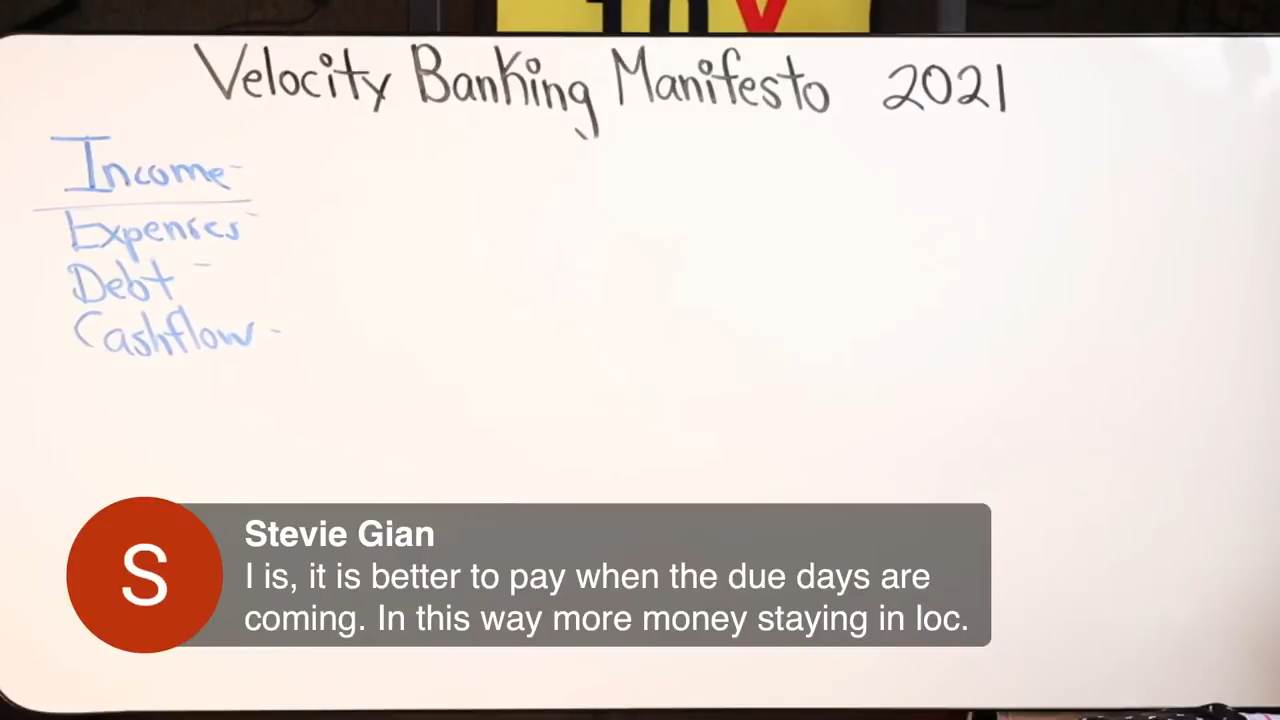 10X
Velocity Banking Manifesto 2021
Income -
Expenses -
Debt -
Cashflow -
S
Stevie Gian
I is, it is better to pay when the due days are
coming. In this way more money staying in loc.